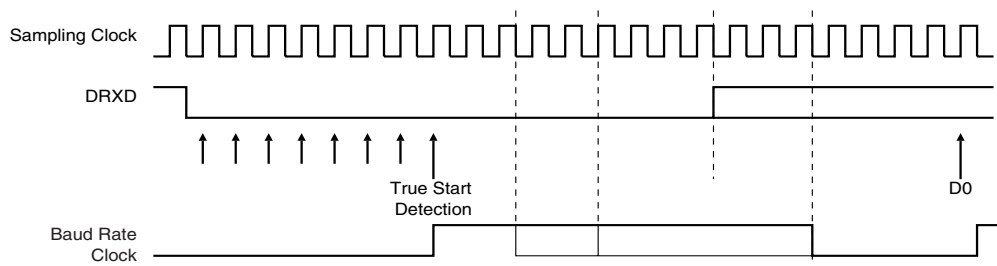 Sampling Clock
DRXD
True Start
Detection
D0
Baud Rate
Clock